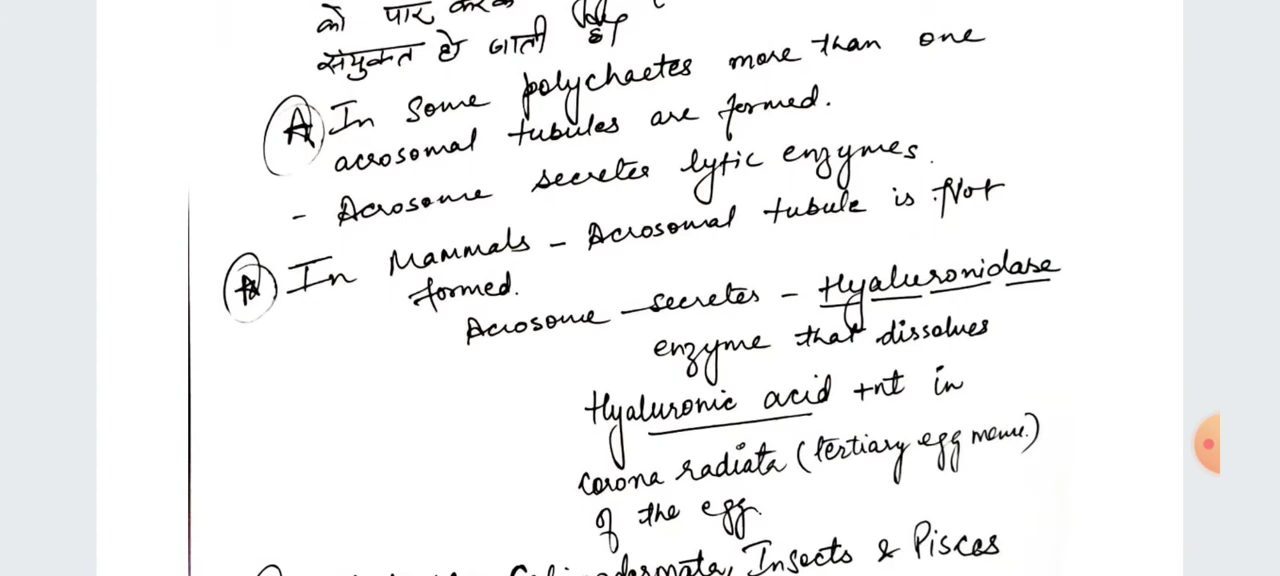 को पार करके
संयुक्त हो जाती है।
(A) In Some polychaetes more than one
acrosomal tubules are formed.
- Acrosome secretes lytic enzymes.
In Mammals - Acrosomal tubule is Not
formed.
Acrosome - secretes - Hyaluronidase
enzyme that dissolves
Hyaluronic acid +nt in
corona radiata (tertiary egg memb.)
of the egg.
Insects & Pisces